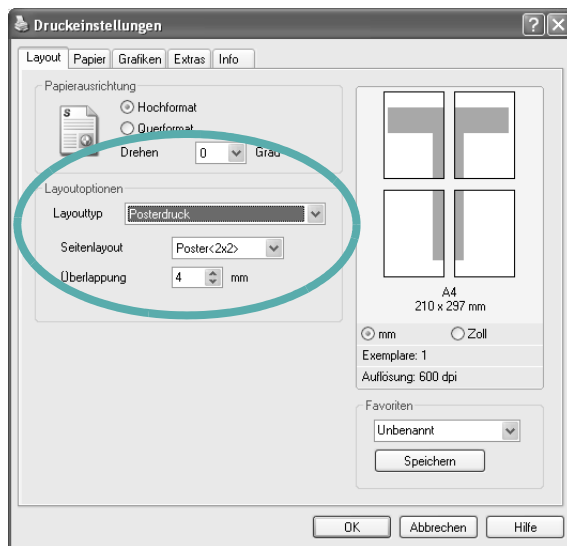 Druckeinstellungen
Layout Papier Grafiken Extras Info
Papierausrichtung
S
Hochformat
Querformat
Drehen 0 Grad
Layoutoptionen
Layouttyp Posterdruck
Seitenlayout Poster<2x2>
Überlappung 4 mm
A4
210 x 297 mm
mm Zoll
Exemplare: 1
Auflösung: 600 dpi
Favoriten
Unbenannt
Speichern
OK Abbrechen Hilfe